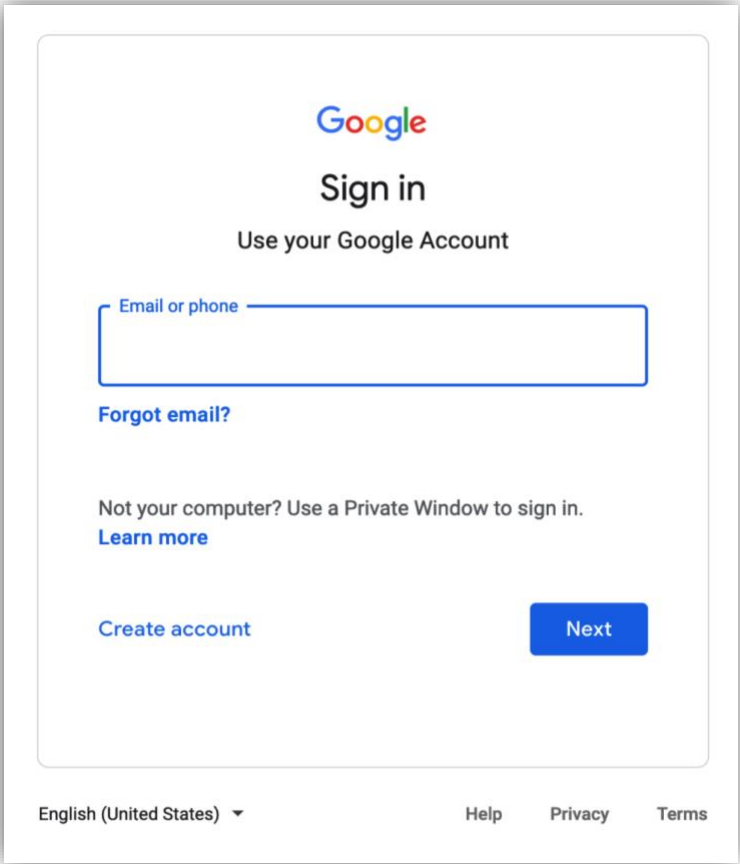 Google
Sign in
Use your Google Account
Email or phone
Forgot email?
Not your computer? Use a Private Window to sign in.
Learn more
Create account
Next
English (United States)
Help Privacy Terms